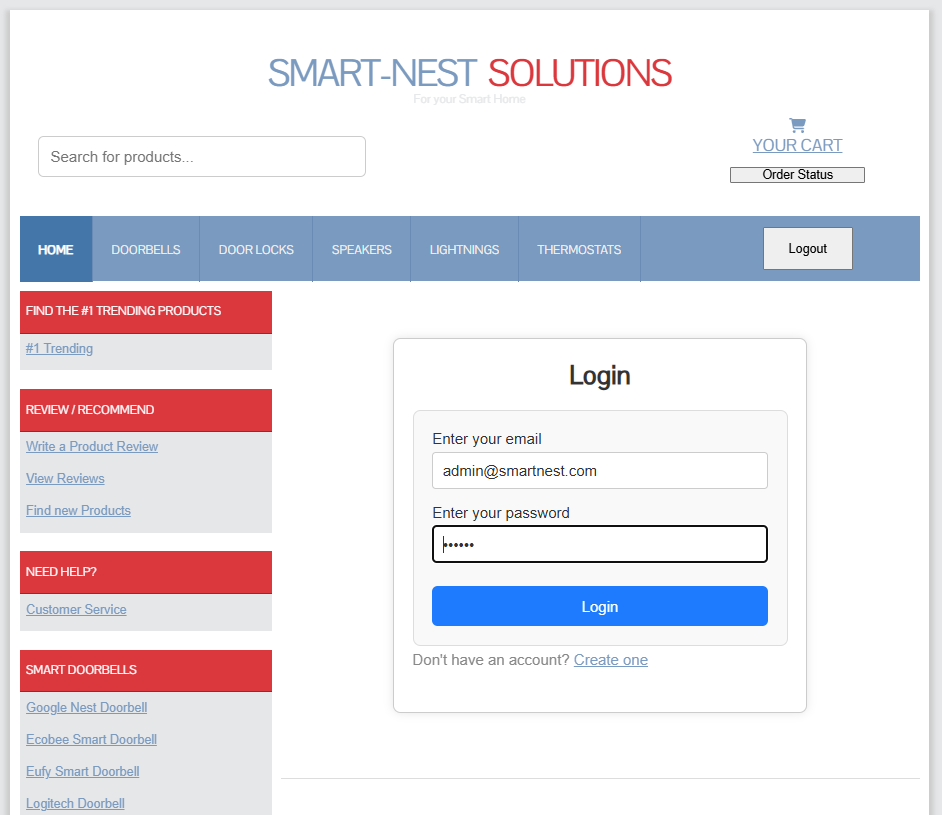 SMART-NEST SOLUTIONS
For your Smart Home
Search for products...
YOUR CART
Order Status
HOME DOORBELLS DOOR LOCKS SPEAKERS LIGHTNINGS THERMOSTATS Logout
FIND THE #1 TRENDING PRODUCTS
#1 Trending
REVIEW / RECOMMEND
Write a Product Review
View Reviews
Find new Products
NEED HELP?
Customer Service
SMART DOORBELLS
Google Nest Doorbell
Ecobee Smart Doorbell
Eufy Smart Doorbell
Logitech Doorbell
Login
Enter your email
admin@smartnest.com
Enter your password
••••••
Login
Don't have an account? Create one